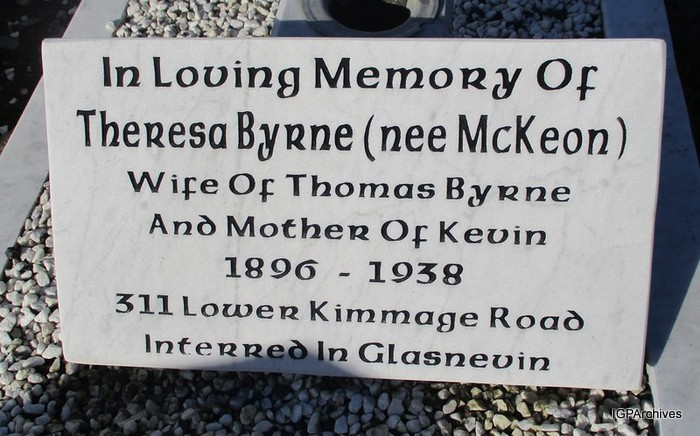 In Loving Memory Of
Theresa Byrne (nee McKeon)
Wife Of Thomas Byrne
And Mother Of Kevin
1896 - 1938
311 Lower Kimmage Road
Interred In Glasnevin
IGPArchives